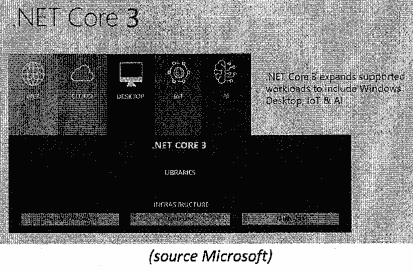 .NET Core 3
WEB CLOUD DESKTOP IoT AI
.NET Core 3 expands supported
workloads to include Windows
Desktop, IoT & AI
.NET CORE 3
LIBRARIES
INFRASTRUCTURE
(source Microsoft)